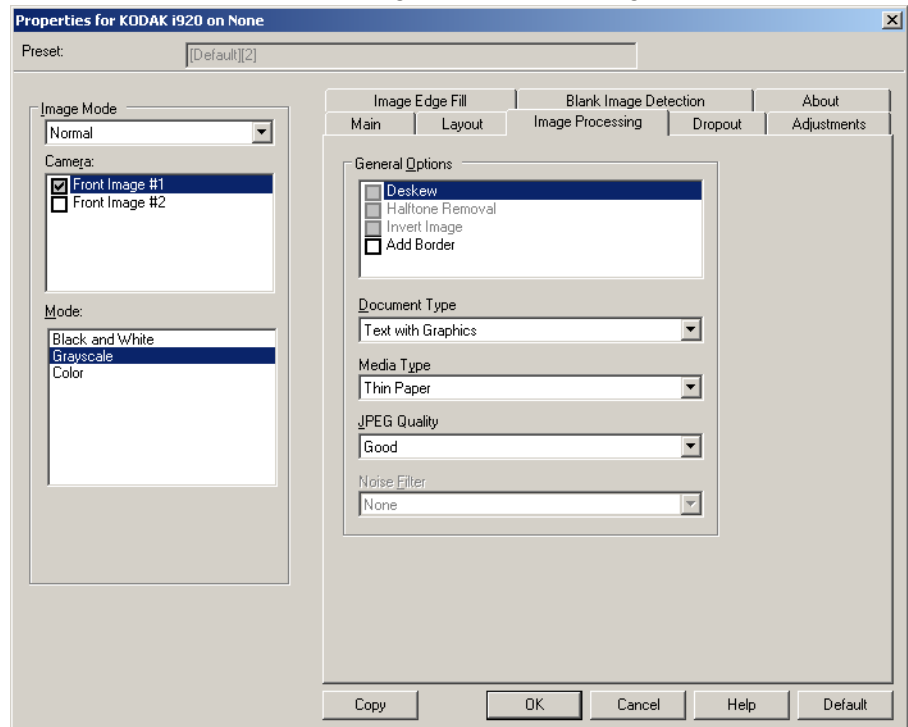 Properties for KODAK i920 on None
Preset:
[Default][2]
Image Mode
Normal
Camera:
Front Image #1
Front Image #2
Mode:
Black and White
Grayscale
Color
Image Edge Fill
Blank Image Detection
About
Main
Layout
Image Processing
Dropout
Adjustments
General Options
Deskew
Halftone Removal
Invert Image
Add Border
Document Type
Text with Graphics
Media Type
Thin Paper
JPEG Quality
Good
Noise Filter
None
Copy
OK
Cancel
Help
Default